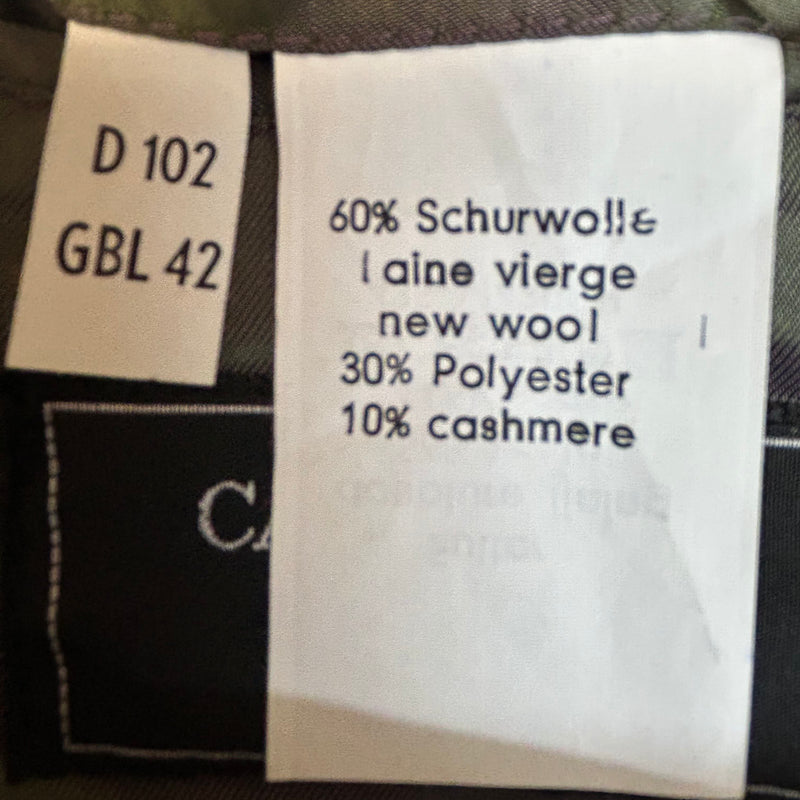 D 102
GBL 42
60% Schurwolle
laine vierge
new wool
30% Polyester
10% cashmere